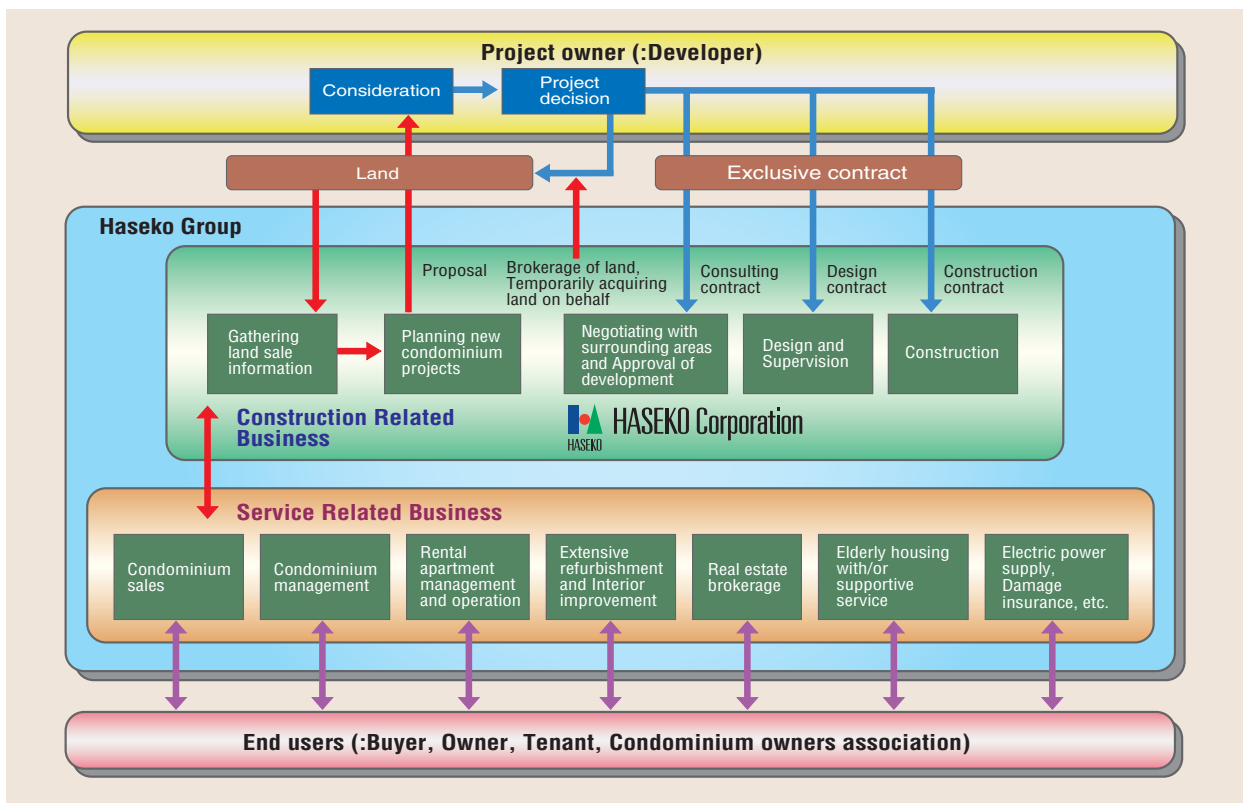 Project owner (:Developer)
Consideration
Project
decision
Land
Exclusive contract
Haseko Group
Proposal
Brokerage of land,
Temporarily acquiring
land on behalf
Consulting
contract
Design
contract
Construction
contract
Gathering
land sale
information
Planning new
condominium
projects
Negotiating with
surrounding areas
and Approval of
development
Design and
Supervision
Construction
Construction Related
Business
HASEKO
HASEKO Corporation
Service Related Business
Condominium
sales
Condominium
management
Rental
apartment
management
and operation
Extensive
refurbishment
and Interior
improvement
Real estate
brokerage
Elderly housing
with/or
supportive
service
Electric power
supply,
Damage
insurance, etc.
End users (:Buyer, Owner, Tenant, Condominium owners association)